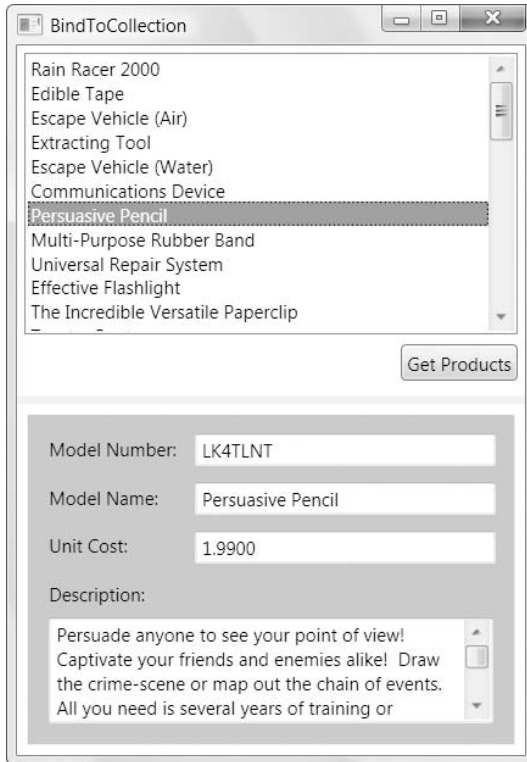 BindToCollection
Rain Racer 2000
Edible Tape
Escape Vehicle (Air)
Extracting Tool
Escape Vehicle (Water)
Communications Device
Persuasive Pencil
Multi-Purpose Rubber Band
Universal Repair System
Effective Flashlight
The Incredible Versatile Paperclip
Get Products
Model Number: LK4TLNT
Model Name: Persuasive Pencil
Unit Cost: 1.9900
Description:
Persuade anyone to see your point of view!
Captivate your friends and enemies alike! Draw
the crime-scene or map out the chain of events.
All you need is several years of training or